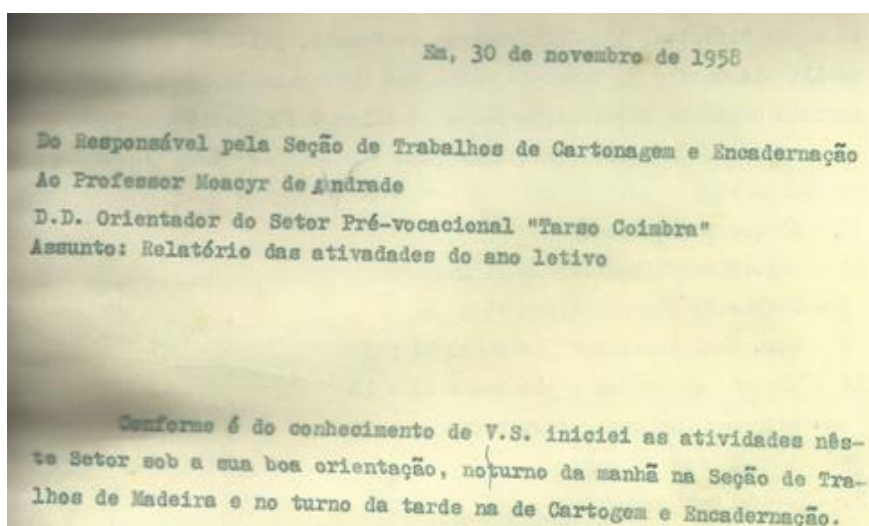 Em, 30 de novembro de 1958
Do Responsável pela Seção de Trabalhos de Cartonagem e Encadernação
Ao Professor Moacyr de Andrade
D.D. Orientador do Setor Pré-vocacional "Tarso Coimbra"
Assunto: Relatório das ativadades do ano letivo
Conforme é do conhecimento de V.S. iniciei as atividades nês-
te Setor sob a sua boa orientação, noturno da manhã na Seção de Tra-
lhos de Madeira e no turno da tarde na de Cartogem e Encadernação.